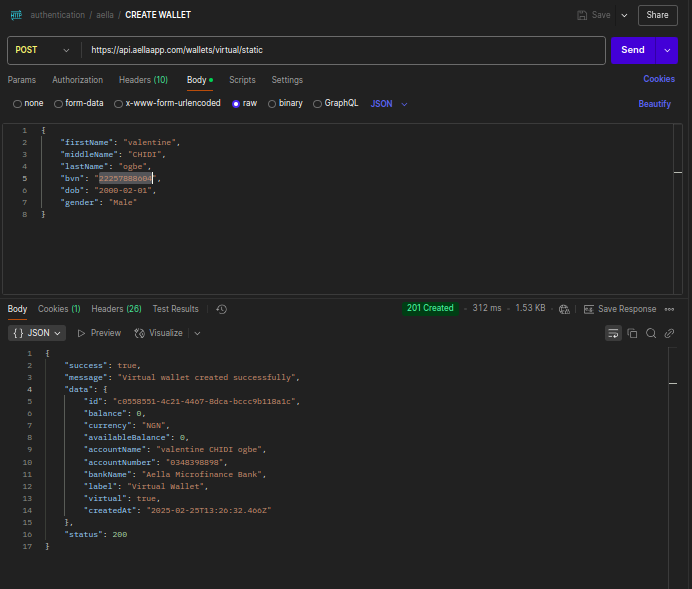 authentication / aella / CREATE WALLET
Save
Share
POST
https://api.aellaapp.com/wallets/virtual/static
Send
Params Authorization Headers (10) Body Scripts Settings Cookies
none form-data x-www-form-urlencoded raw binary GraphQL JSON Beautify
1 {
2 "firstName": "valentine",
3 "middleName": "CHIDI",
4 "lastName": "ogbe",
5 "bvn": "22257888604",
6 "dob": "2000-02-01",
7 "gender": "Male"
8 }
Body Cookies (1) Headers (26) Test Results 201 Created 312 ms 1.53 KB Save Response
{ } JSON Preview Visualize
1 {
2 "success": true,
3 "message": "Virtual wallet created successfully",
4 "data": {
5 "id": "c0558551-4c21-4467-8dca-bccc9b118a1c",
6 "balance": 0,
7 "currency": "NGN",
8 "availableBalance": 0,
9 "accountName": "valentine CHIDI ogbe",
10 "accountNumber": "0348398898",
11 "bankName": "Aella Microfinance Bank",
12 "label": "Virtual Wallet",
13 "virtual": true,
14 "createdAt": "2025-02-25T13:26:32.466Z"
15 },
16 "status": 200
17 }